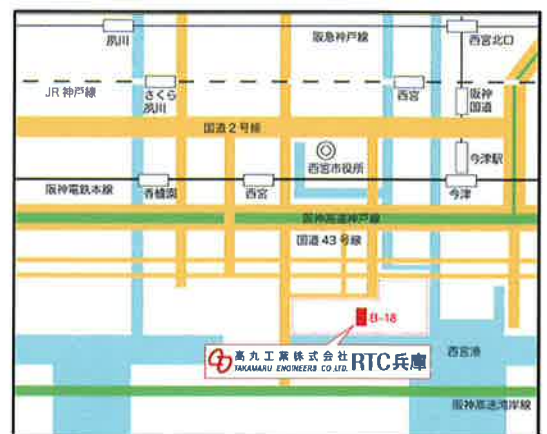 夙川
阪急神戸線
西宮北口
JR神戸線
さくら
夙川
西宮
阪神
国道
国道2号線
西宮市役所
今津駅
阪神電鉄本線
香櫨園
西宮
今津
阪神高速神戸線
国道43号線
B-18
高丸工業株式会社
TAKAMARU ENGINEERS CO.,LTD.
RTC兵庫
西宮港
阪神高速湾岸線